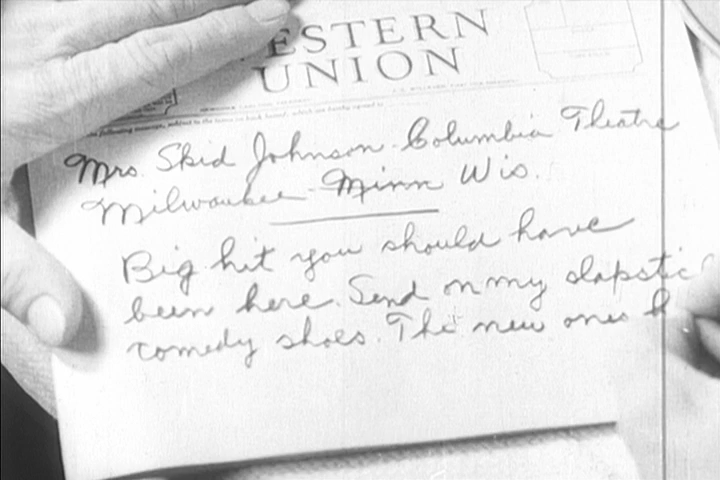 WESTERN
UNION
Mrs. Skid Johnson - Columbia Theatre
Milwaukee - Minn Wis.
Big hit you should have
been here. Send on my slapstic
comedy shoes. The new ones h